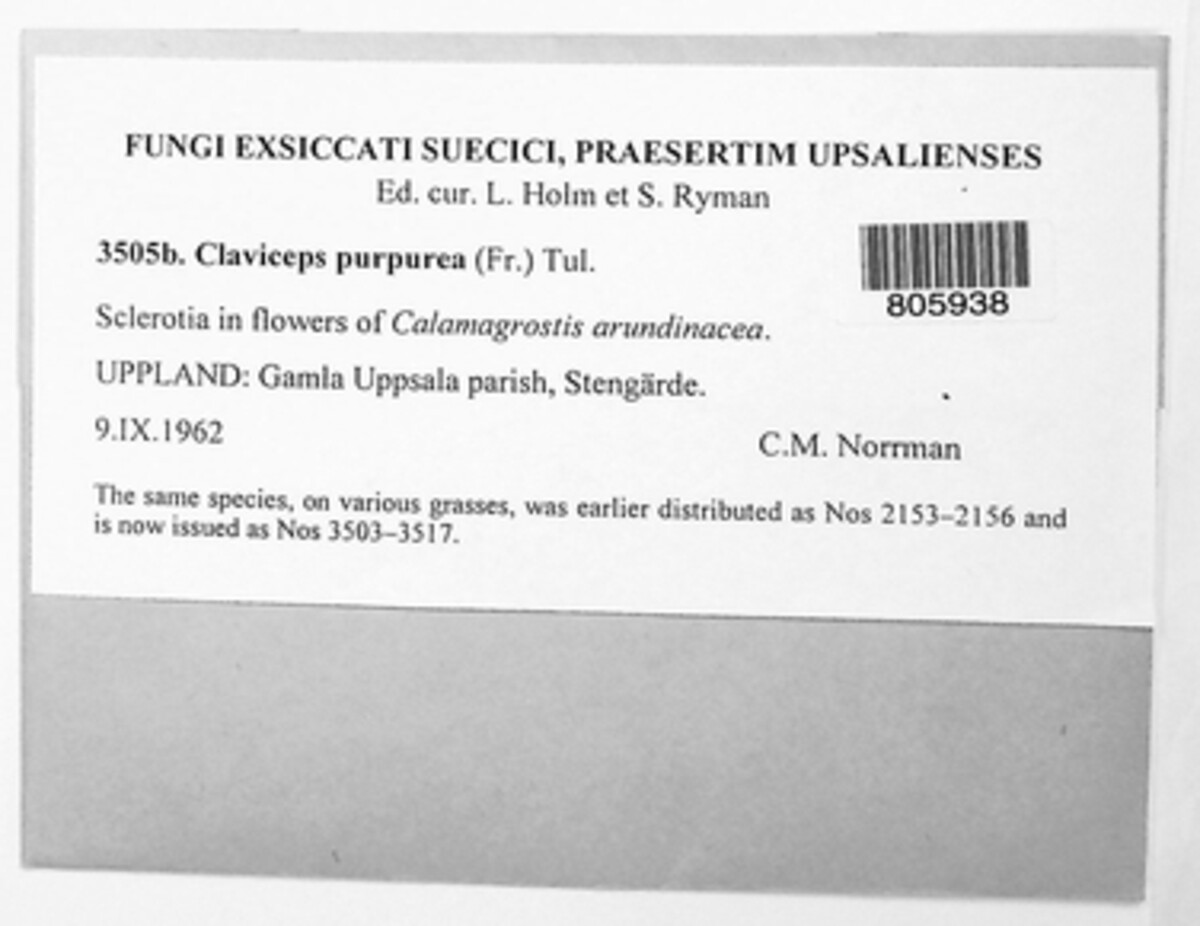 FUNGI EXSICCATI SUECICI, PRAESERTIM UPSALIENSES
Ed. cur. L. Holm et S. Ryman
3505b. Claviceps purpurea (Fr.) Tul.
805938
Sclerotia in flowers of Calamagrostis arundinacea.
UPPLAND: Gamla Uppsala parish, Stengärde.
9.IX.1962
C.M. Norrman
The same species, on various grasses, was earlier distributed as Nos 2153–2156 and
is now issued as Nos 3503–3517.